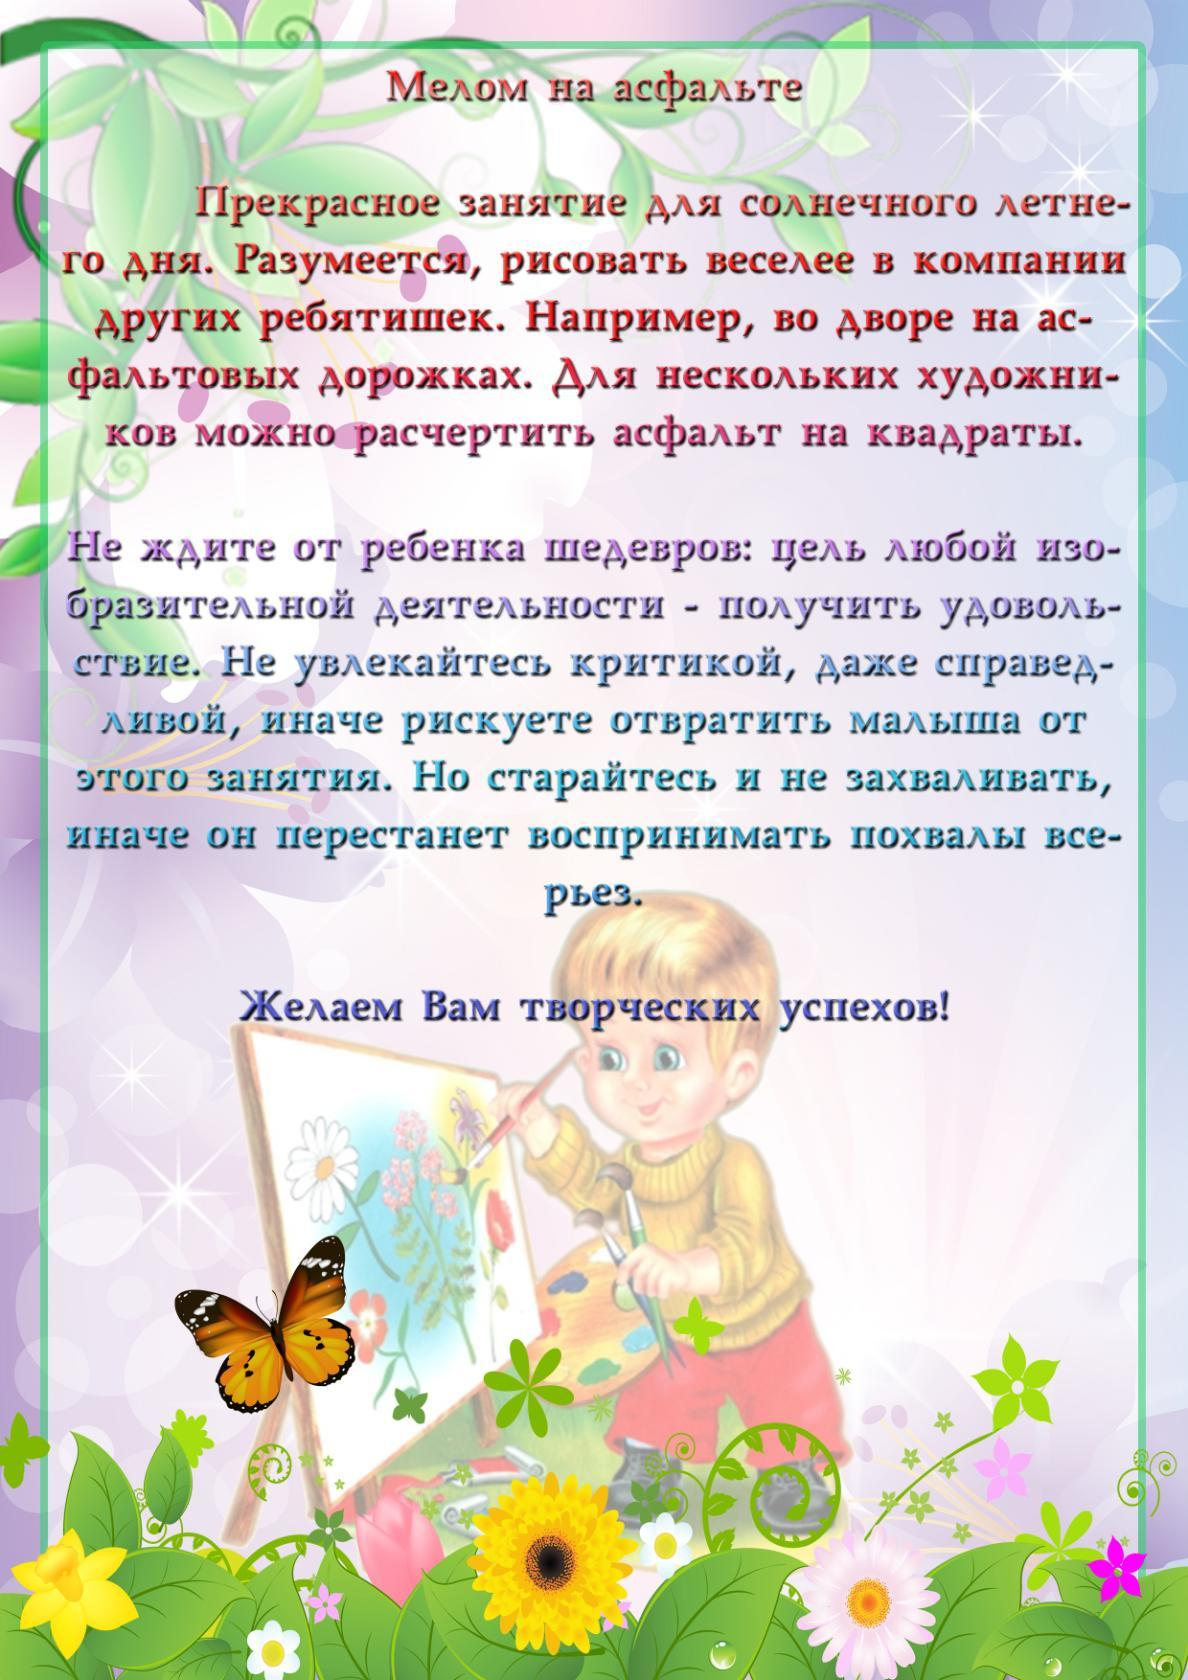 Мелом на асфальте
Прекрасное занятие для солнечного летне-
го дня. Разумеется, рисовать веселее в компании
других ребятишек. Например, во дворе на ас-
фальтовых дорожках. Для нескольких художни-
ков можно расчертить асфальт на квадраты.
Не ждите от ребенка шедевров: цель любой изо-
бразительной деятельности - получить удоволь-
ствие. Не увлекайтесь критикой, даже справед-
ливой, иначе рискуете отвратить малыша от
этого занятия. Но старайтесь и не захваливать,
иначе он перестанет воспринимать похвалы все-
рьез.
Желаем Вам творческих успехов!